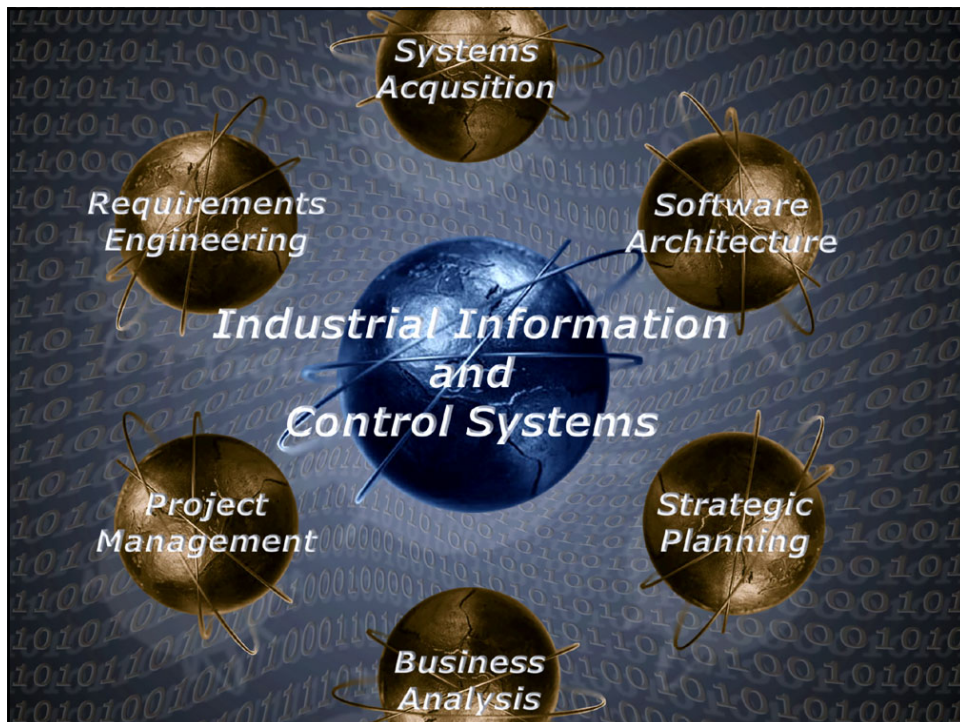 Systems
Acqusition
Requirements
Engineering
Software
Architecture
Industrial Information
and
Control Systems
Project
Management
Strategic
Planning
Business
Analysis